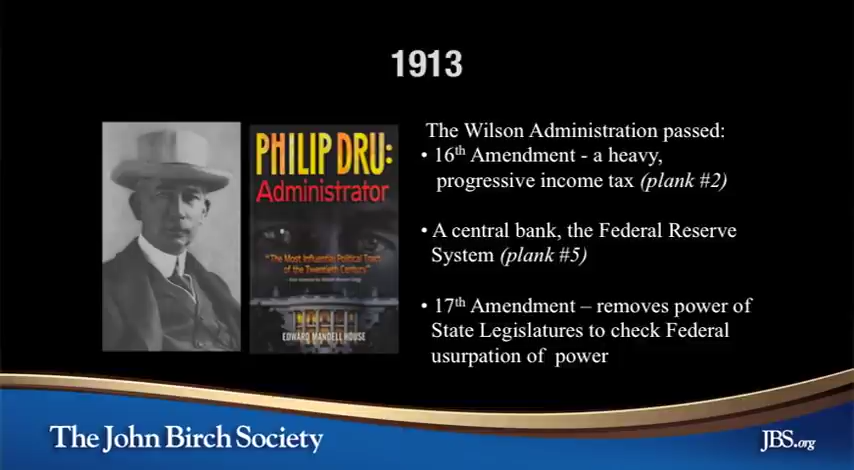 1913
PHILIP DRU:
Administrator
"The Most Influential Political Tract
of the Twentieth Century"
EDWARD MANDELL HOUSE
The Wilson Administration passed:
• 16th Amendment - a heavy,
progressive income tax (plank #2)
• A central bank, the Federal Reserve
System (plank #5)
• 17th Amendment – removes power of
State Legislatures to check Federal
usurpation of power
The John Birch Society
JBS.org